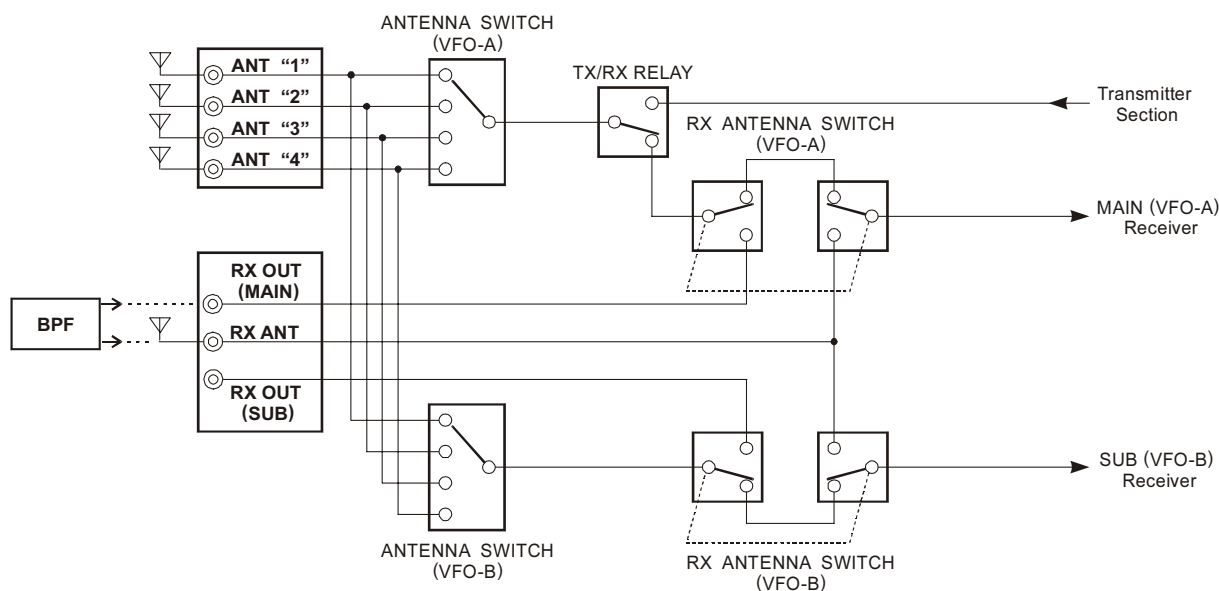 ANTENNA SWITCH
(VFO-A)
ANT “1”
ANT “2”
ANT “3”
ANT “4”
TX/RX RELAY
Transmitter
Section
RX ANTENNA SWITCH
(VFO-A)
MAIN (VFO-A)
Receiver
RX OUT
(MAIN)
BPF
RX ANT
RX OUT
(SUB)
SUB (VFO-B)
Receiver
ANTENNA SWITCH
(VFO-B)
RX ANTENNA SWITCH
(VFO-B)